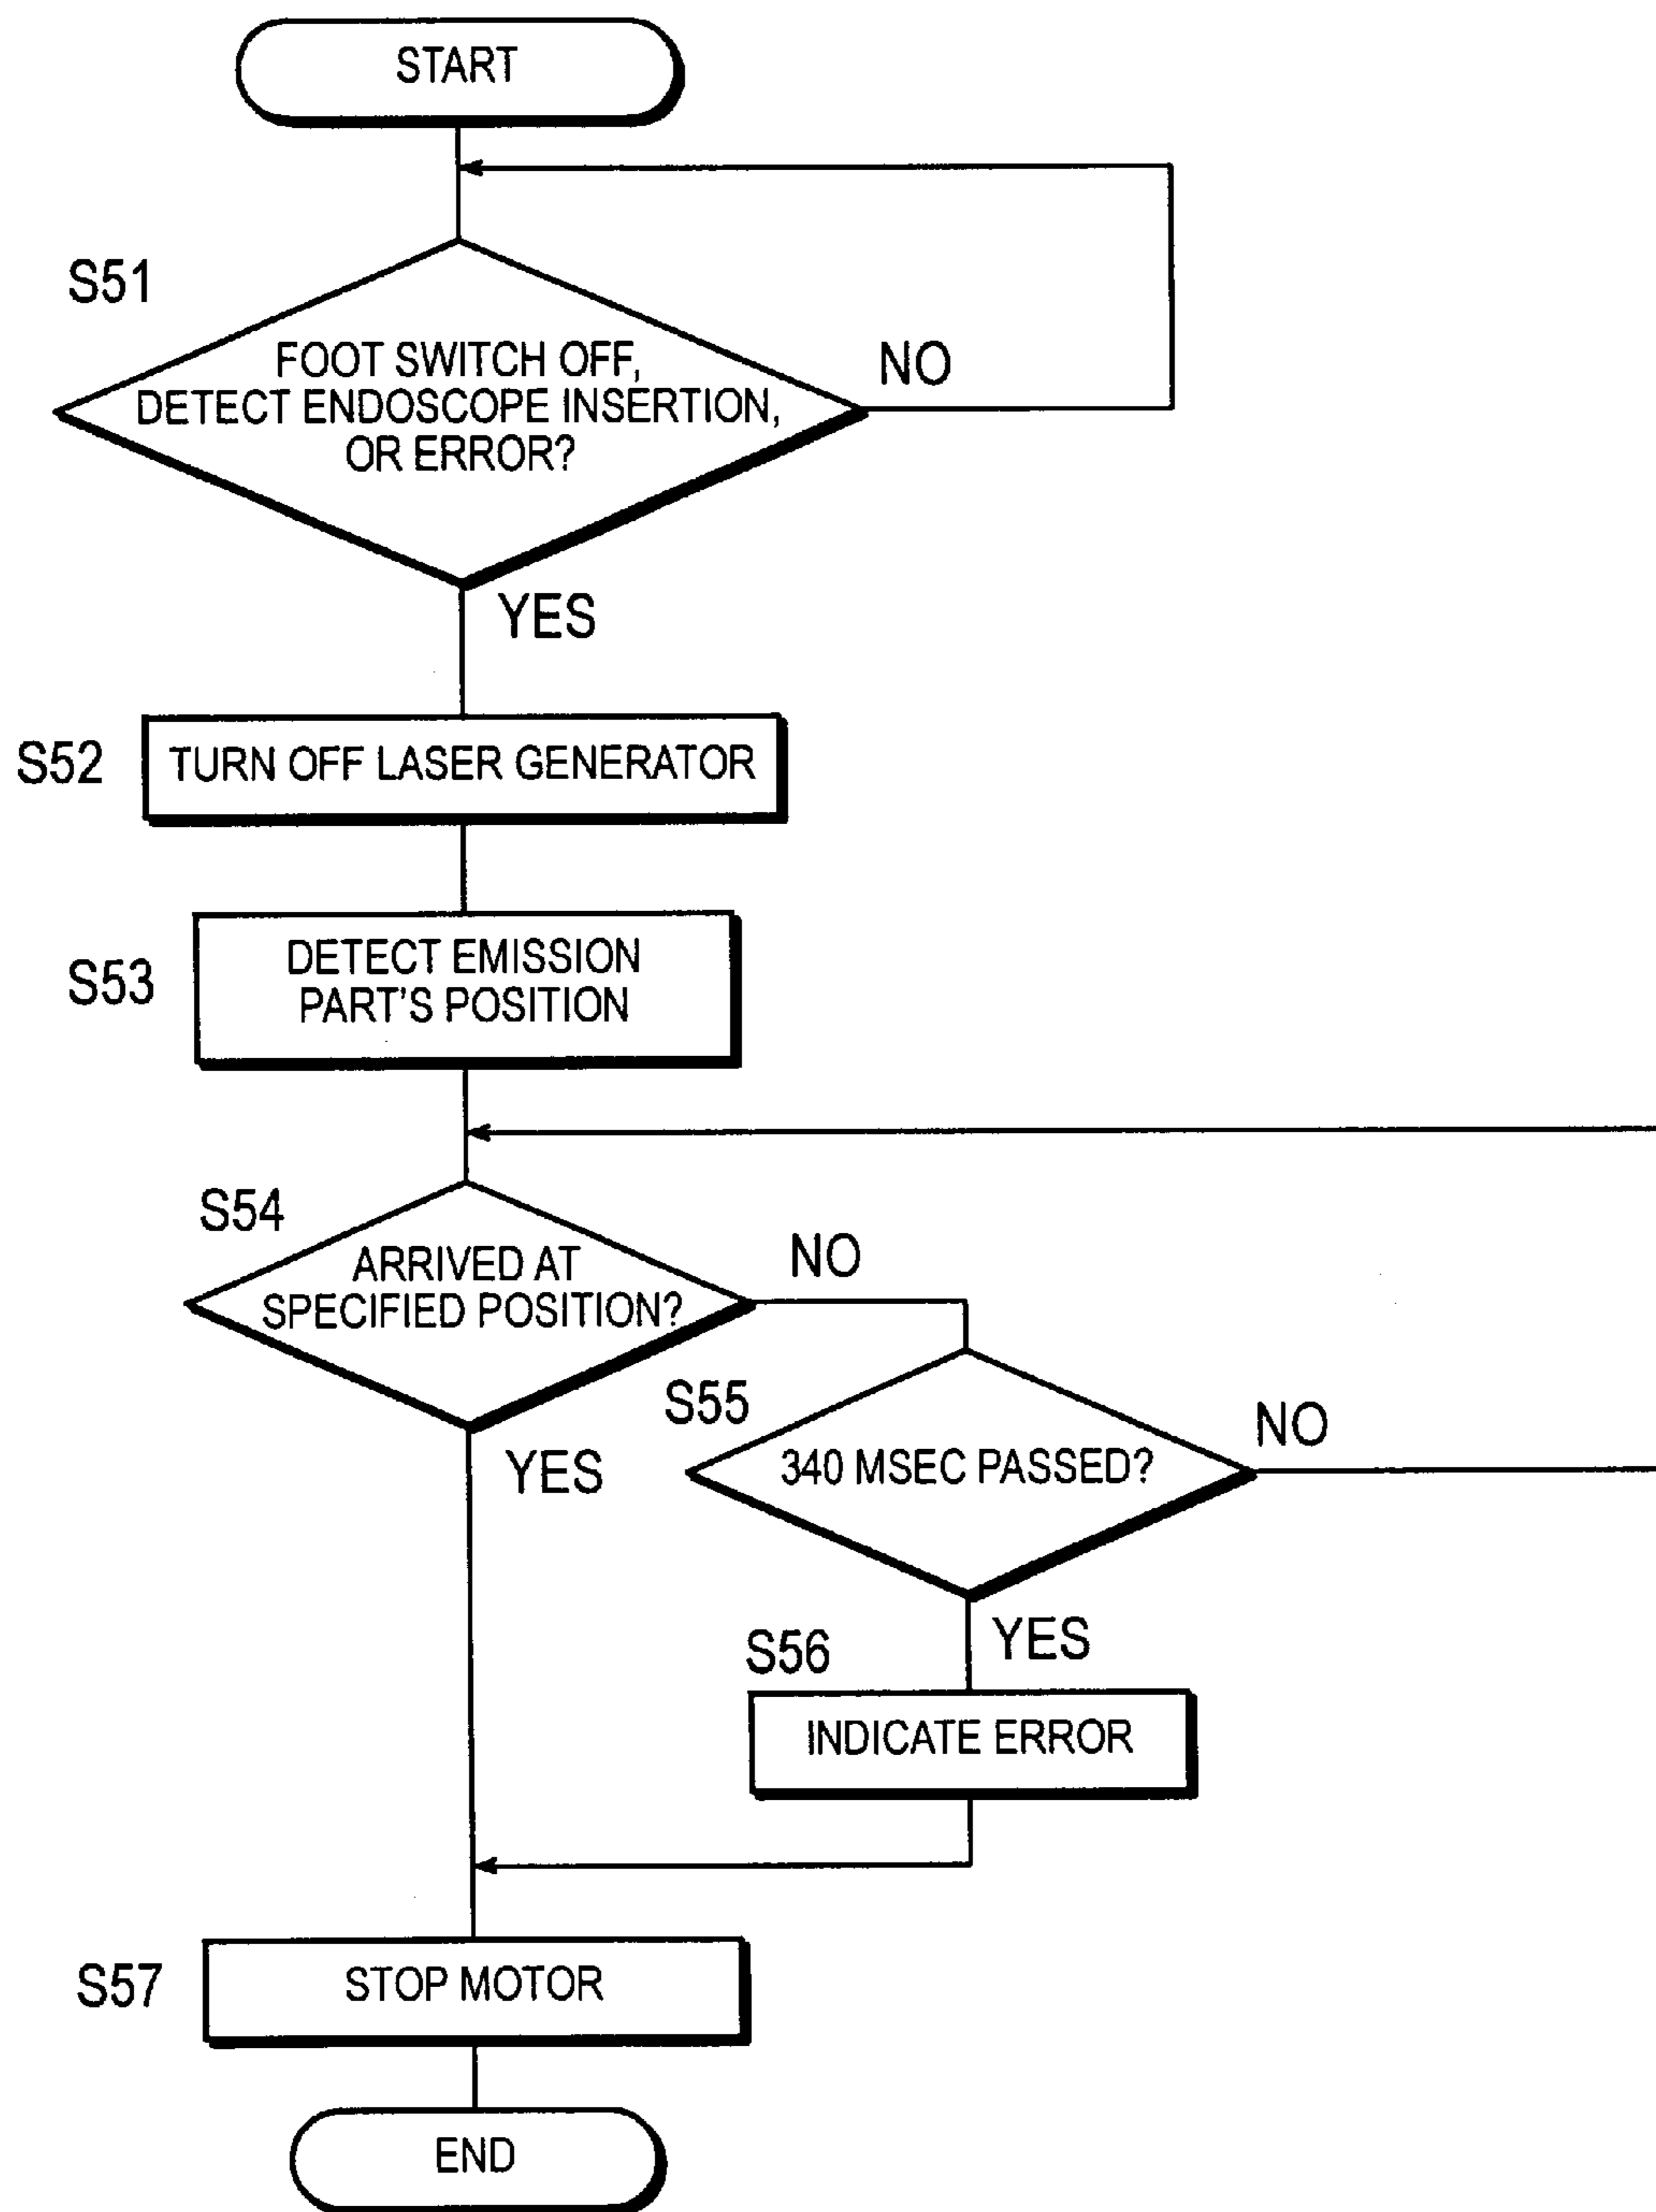 START
S51
FOOT SWITCH OFF,
DETECT ENDOSCOPE INSERTION,
OR ERROR?
NO
YES
S52
TURN OFF LASER GENERATOR
S53
DETECT EMISSION
PART'S POSITION
S54
ARRIVED AT
SPECIFIED POSITION?
NO
YES
S55
340 MSEC PASSED?
NO
YES
S56
INDICATE ERROR
S57
STOP MOTOR
END